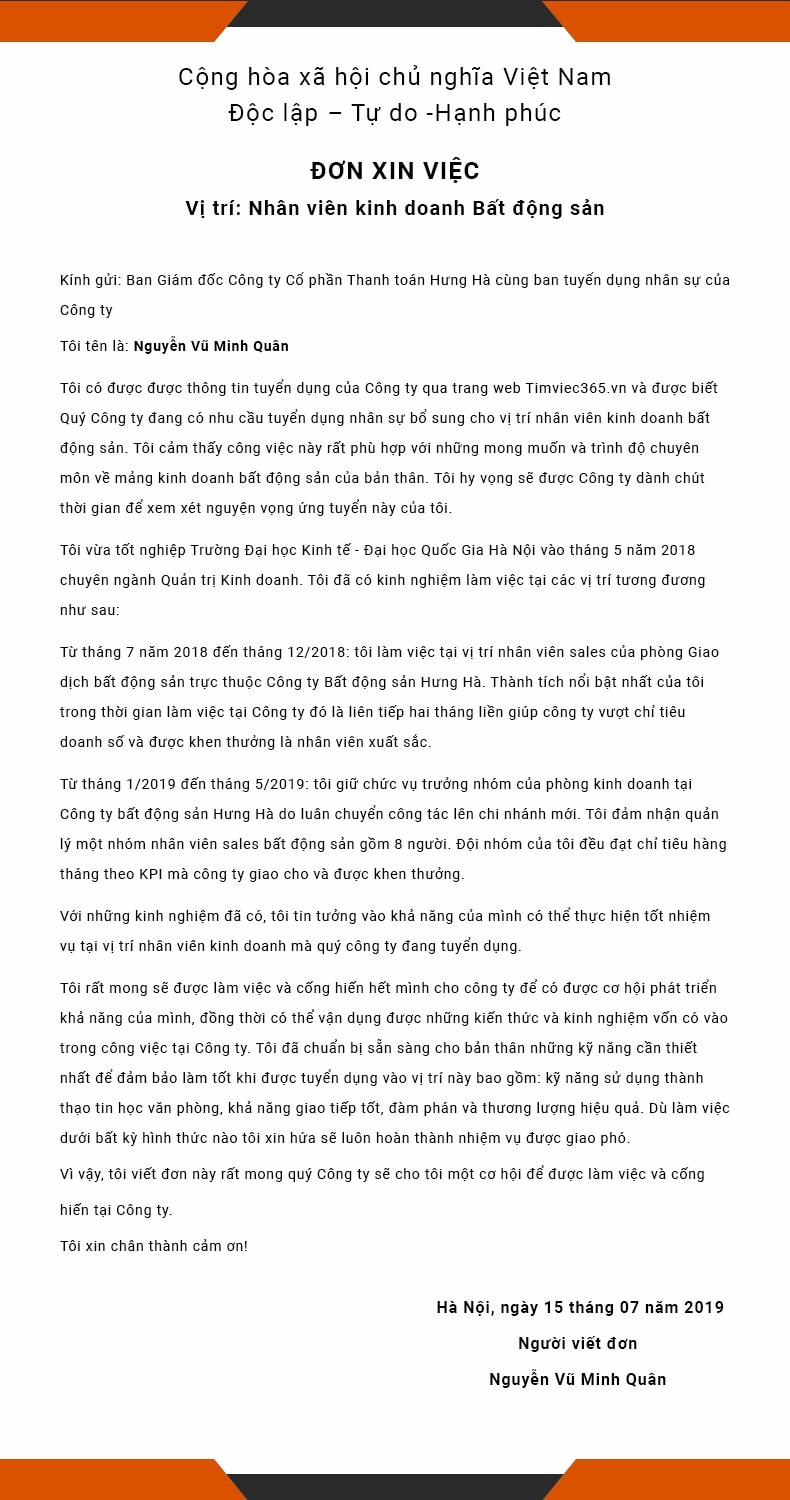 Cộng hòa xã hội chủ nghĩa Việt Nam
Độc lập – Tự do -Hạnh phúc
ĐƠN XIN VIỆC
Vị trí: Nhân viên kinh doanh Bất động sản
Kính gửi: Ban Giám đốc Công ty Cổ phần Thanh toán Hưng Hà cùng ban tuyển dụng nhân sự của
Công ty
Tôi tên là: Nguyễn Vũ Minh Quân
Tôi có được được thông tin tuyển dụng của Công ty qua trang web Timviec365.vn và được biết
Quý Công ty đang có nhu cầu tuyển dụng nhân sự bổ sung cho vị trí nhân viên kinh doanh bất
động sản. Tôi cảm thấy công việc này rất phù hợp với những mong muốn và trình độ chuyên
môn về mảng kinh doanh bất động sản của bản thân. Tôi hy vọng sẽ được Công ty dành chút
thời gian để xem xét nguyện vọng ứng tuyển này của tôi.
Tôi vừa tốt nghiệp Trường Đại học Kinh tế - Đại học Quốc Gia Hà Nội vào tháng 5 năm 2018
chuyên ngành Quản trị Kinh doanh. Tôi đã có kinh nghiệm làm việc tại các vị trí tương đương
như sau:
Từ tháng 7 năm 2018 đến tháng 12/2018: tôi làm việc tại vị trí nhân viên sales của phòng Giao
dịch bất động sản trực thuộc Công ty Bất động sản Hưng Hà. Thành tích nổi bật nhất của tôi
trong thời gian làm việc tại Công ty đó là liên tiếp hai tháng liền giúp công ty vượt chỉ tiêu
doanh số và được khen thưởng là nhân viên xuất sắc.
Từ tháng 1/2019 đến tháng 5/2019: tôi giữ chức vụ trưởng nhóm của phòng kinh doanh tại
Công ty bất động sản Hưng Hà do luân chuyển công tác lên chi nhánh mới. Tôi đảm nhận quản
lý một nhóm nhân viên sales bất động sản gồm 8 người. Đội nhóm của tôi đều đạt chỉ tiêu hàng
tháng theo KPI mà công ty giao cho và được khen thưởng.
Với những kinh nghiệm đã có, tôi tin tưởng vào khả năng của mình có thể thực hiện tốt nhiệm
vụ tại vị trí nhân viên kinh doanh mà quý công ty đang tuyển dụng.
Tôi rất mong sẽ được làm việc và cống hiến hết mình cho công ty để có được cơ hội phát triển
khả năng của mình, đồng thời có thể vận dụng được những kiến thức và kinh nghiệm vốn có vào
trong công việc tại Công ty. Tôi đã chuẩn bị sẵn sàng cho bản thân những kỹ năng cần thiết
nhất để đảm bảo làm tốt khi được tuyển dụng vào vị trí này bao gồm: kỹ năng sử dụng thành
thạo tin học văn phòng, khả năng giao tiếp tốt, đàm phán và thương lượng hiệu quả. Dù làm việc
dưới bất kỳ hình thức nào tôi xin hứa sẽ luôn hoàn thành nhiệm vụ được giao phó.
Vì vậy, tôi viết đơn này rất mong quý Công ty sẽ cho tôi một cơ hội để được làm việc và cống
hiến tại Công ty.
Tôi xin chân thành cảm ơn!
Hà Nội, ngày 15 tháng 07 năm 2019
Người viết đơn
Nguyễn Vũ Minh Quân